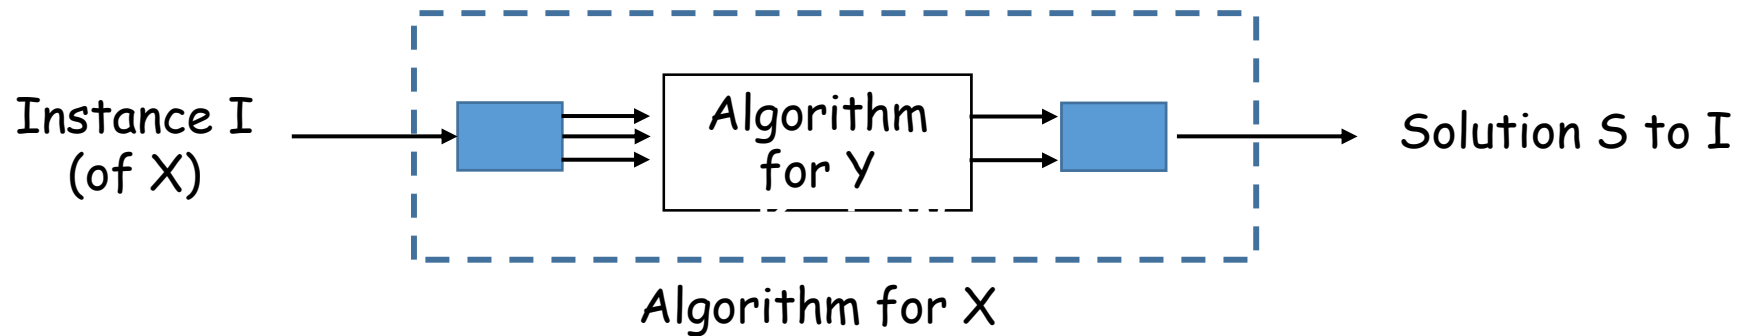 Instance I
(of X)
Algorithm
for Y
Solution S to I
Algorithm for X